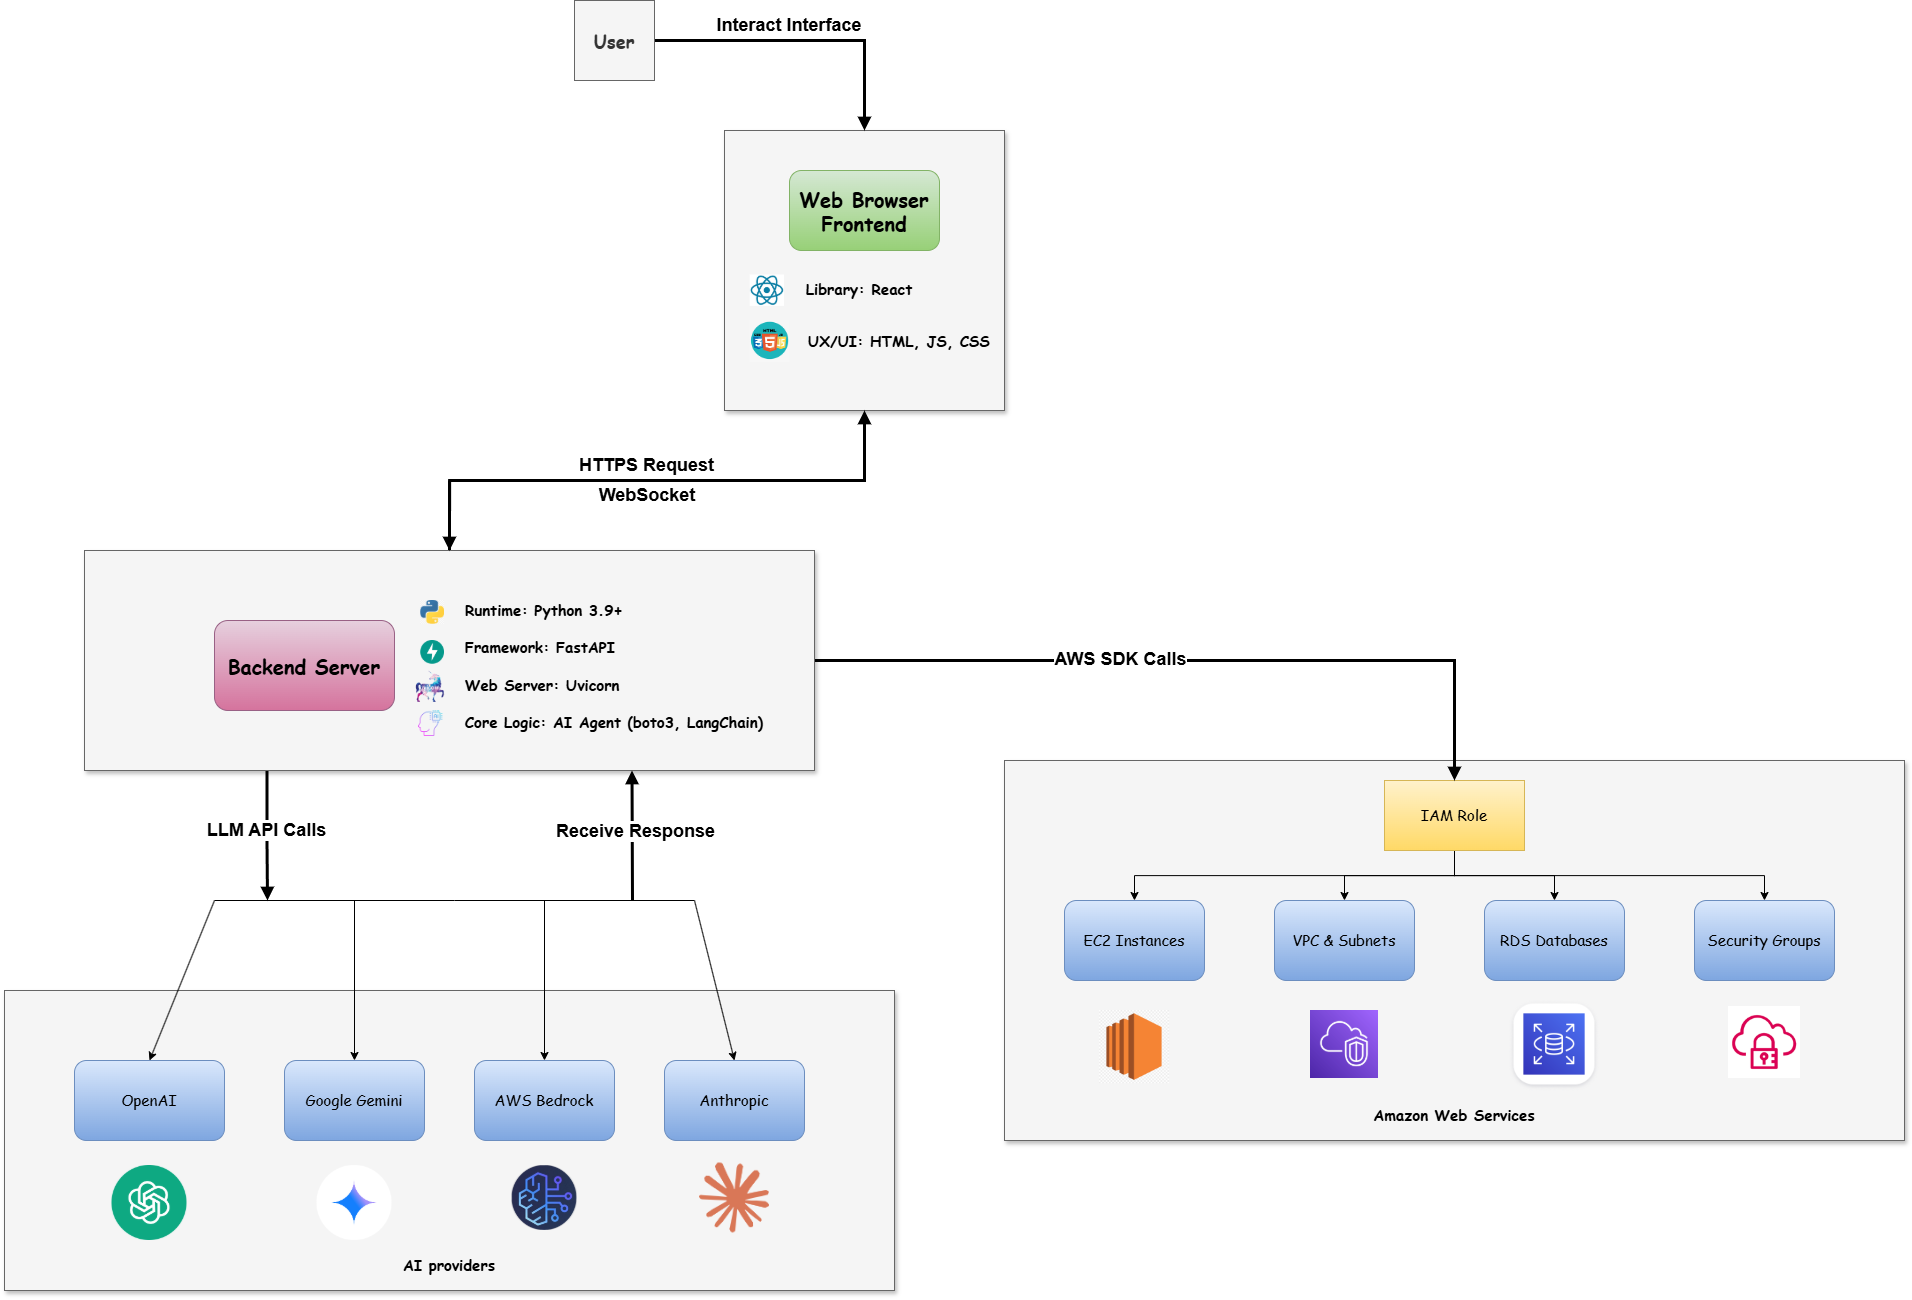 Interact Interface
User
Web Browser
Frontend
Library: React
UX/UI: HTML, JS, CSS
HTTPS Request
WebSocket
Backend Server
Runtime: Python 3.9+
Framework: FastAPI
Web Server: Uvicorn
Core Logic: AI Agent (boto3, LangChain)
AWS SDK Calls
LLM API Calls
Receive Response
IAM Role
EC2 Instances
VPC & Subnets
RDS Databases
Security Groups
Amazon Web Services
OpenAI
Google Gemini
AWS Bedrock
Anthropic
AI providers